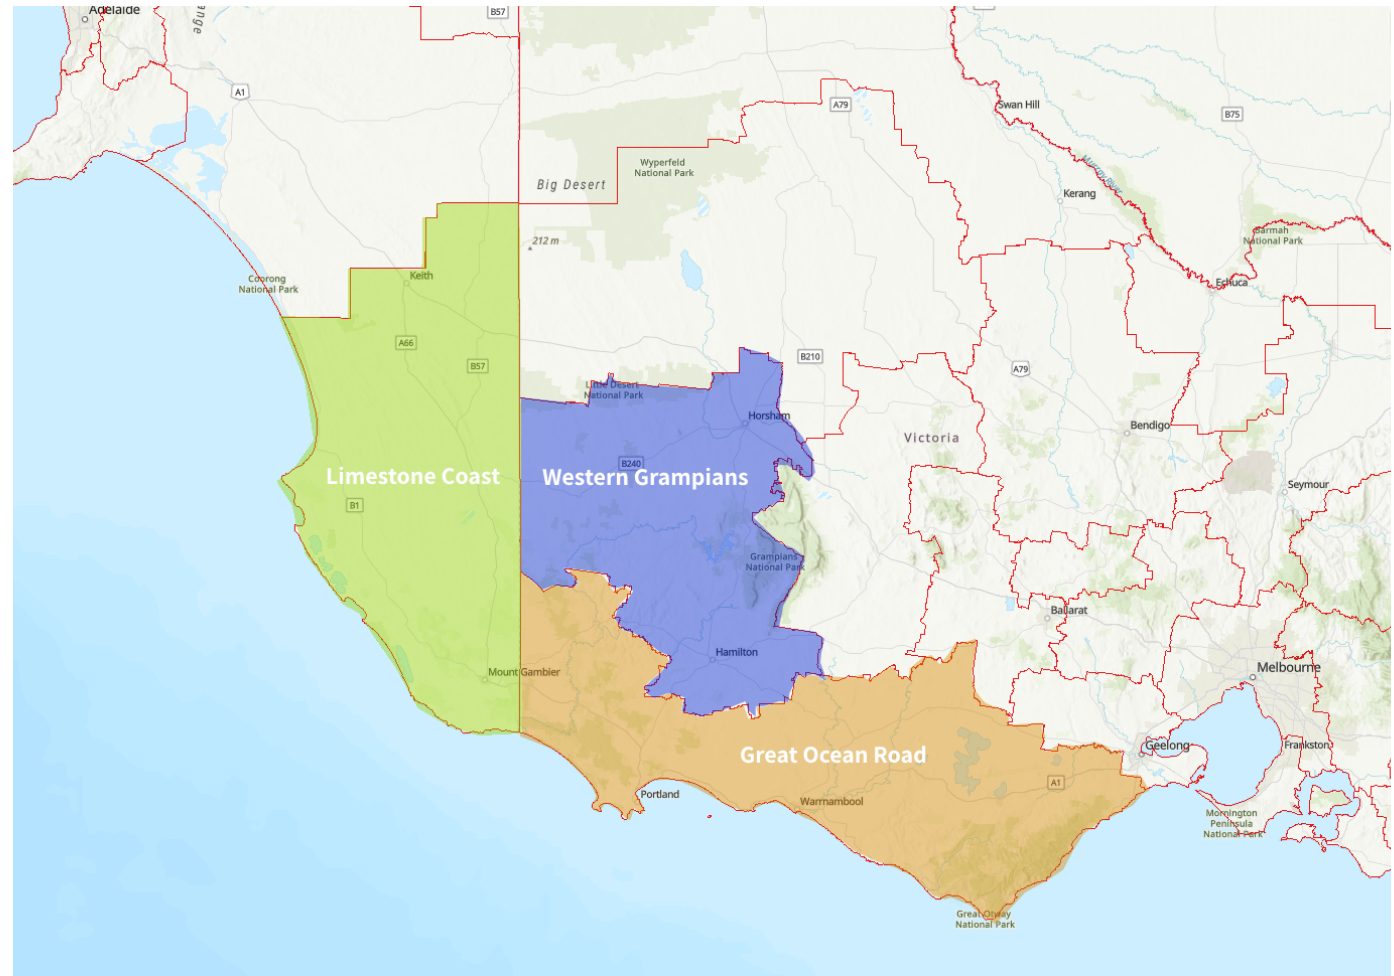 Adelaide
ange
B57
A1
A79
Swan Hill
B75
Wyperfeld
National Park
Big Desert
Murray River
Kerang
212 m
Barmah
National Park
Coorong
National Park
Keith
Echuca
A66
B57
B210
A79
Little Desert
National Park
Horsham
Victoria
Bendigo
B240
Limestone Coast
Western Grampians
Seymour
B1
Grampians
National Park
Ballarat
Hamilton
Mount Gambier
Melbourne
Great Ocean Road
Geelong
Frankston
A1
Portland
Warrnambool
Mornington
Peninsula
National Park
Great Otway
National Park